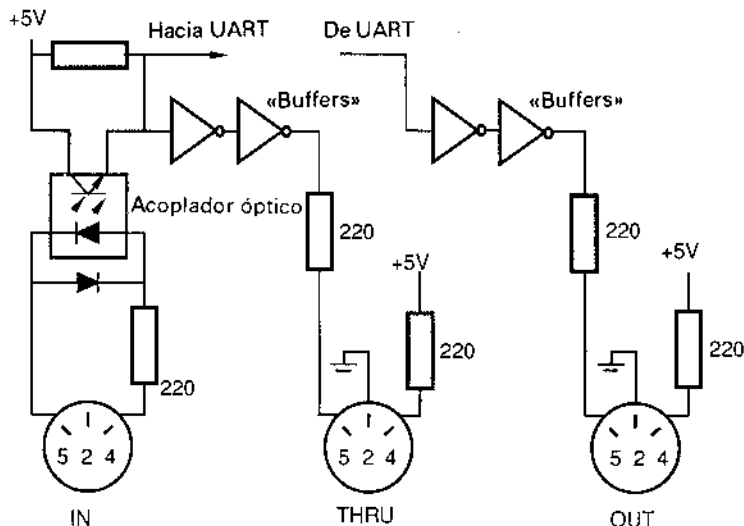 +5V
Hacia UART
De UART
«Buffers»
«Buffers»
Acoplador óptico
220
220
+5V
+5V
220
220
220
5 2 4
5 2 4
5 2 4
IN
THRU
OUT